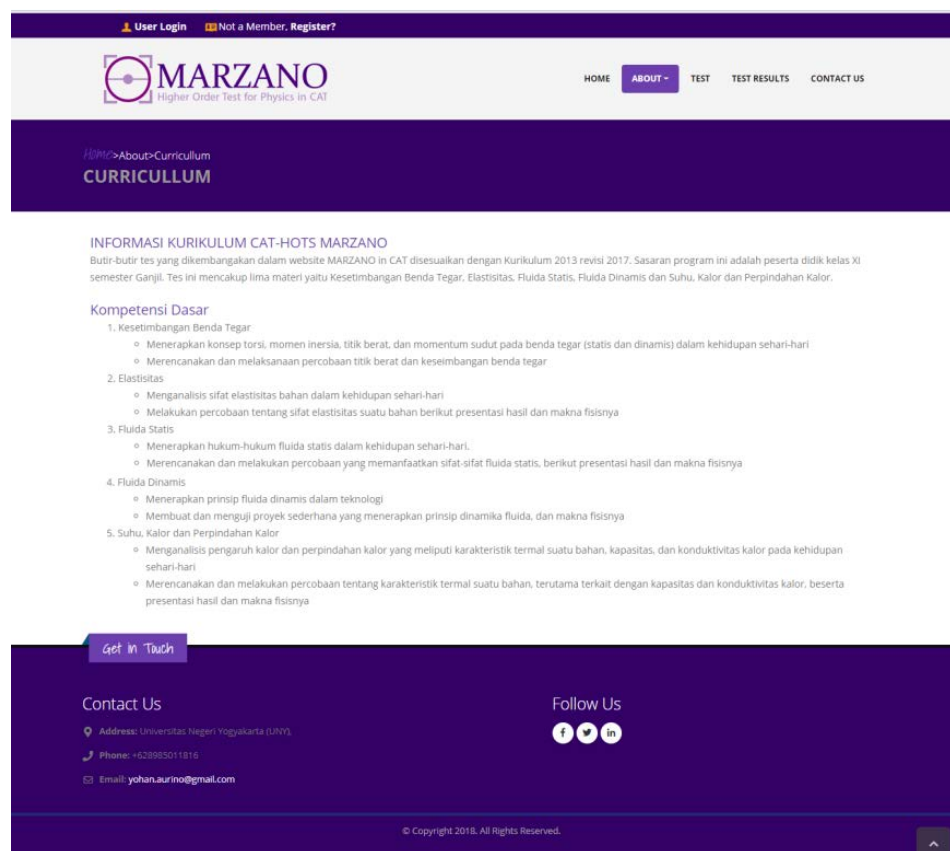 User Login Not a Member, Register?
MARZANO
Higher Order Test for Physics in CAT
HOME ABOUT TEST TEST RESULTS CONTACT US
Home>About>Curricullum
CURRICULLUM
INFORMASI KURIKULUM CAT-HOTS MARZANO
Butir-butir tes yang dikembangakan dalam website MARZANO in CAT disesuaikan dengan Kurikulum 2013 revisi 2017. Sasaran program ini adalah peserta didik kelas XI
semester Ganjil. Tes ini mencakup lima materi yaitu Kesetimbangan Benda Tegar, Elastisitas, Fluida Statis, Fluida Dinamis dan Suhu, Kalor dan Perpindahan Kalor.
Kompetensi Dasar
1. Kesetimbangan Benda Tegar
Menerapkan konsep torsi, momen inersia, titik berat, dan momentum sudut pada benda tegar (statis dan dinamis) dalam kehidupan sehari-hari
Merencanakan dan melaksanaan percobaan titik berat dan keseimbangan benda tegar
2. Elastisitas
Menganalisis sifat elastisitas bahan dalam kehidupan sehari-hari
Melakukan percobaan tentang sifat elastisitas suatu bahan berikut presentasi hasil dan makna fisisnya
3. Fluida Statis
Menerapkan hukum-hukum fluida statis dalam kehidupan sehari-hari.
Merencanakan dan melakukan percobaan yang memanfaatkan sifat-sifat fluida statis, berikut presentasi hasil dan makna fisisnya
4. Fluida Dinamis
Menerapkan prinsip fluida dinamis dalam teknologi
Membuat dan menguji proyek sederhana yang menerapkan prinsip dinamika fluida, dan makna fisisnya
5. Suhu, Kalor dan Perpindahan Kalor
Menganalisis pengaruh kalor dan perpindahan kalor yang meliputi karakteristik termal suatu bahan, kapasitas, dan konduktivitas kalor pada kehidupan
sehari-hari
Merencanakan dan melakukan percobaan tentang karakteristik termal suatu bahan, terutama terkait dengan kapasitas dan konduktivitas kalor, beserta
presentasi hasil dan makna fisisnya
Get in Touch
Contact Us Follow Us
Address: Universitas Negeri Yogyakarta (UNY),
Phone: +628985011816
Email: yohan.aurino@gmail.com
© Copyright 2018. All Rights Reserved.